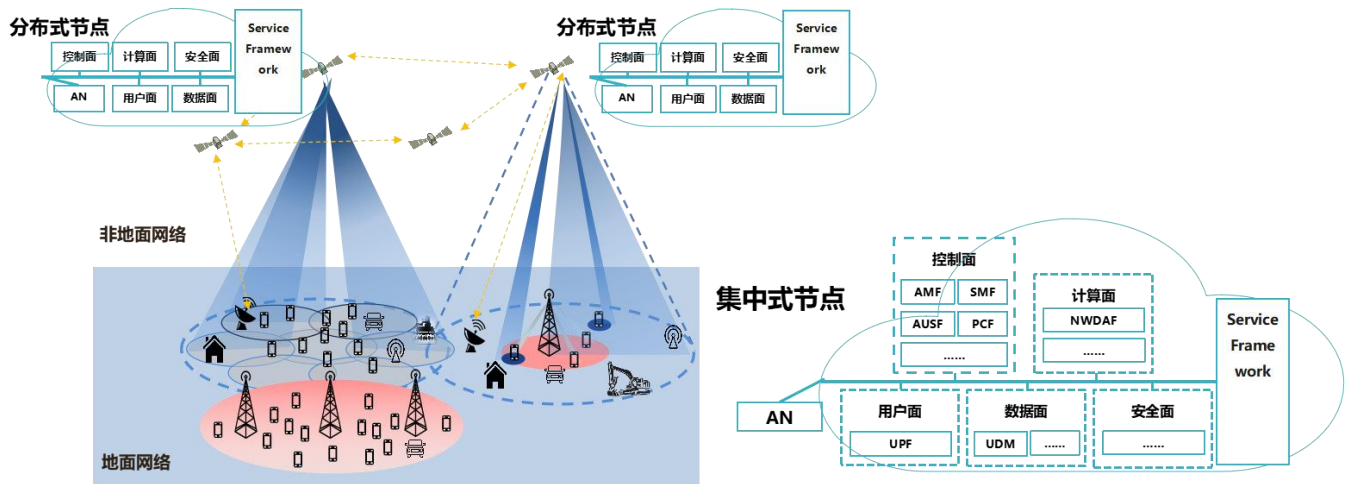 分布式节点
Service
Framew
ork
控制面
计算面
安全面
AN
用户面
数据面
分布式节点
Service
Framew
ork
控制面
计算面
安全面
AN
用户面
数据面
非地面网络
地面网络
集中式节点
控制面
AMF
SMF
AUSF
PCF
......
计算面
NWDAF
......
Service
Frame
work
AN
用户面
UPF
数据面
UDM
......
安全面
......